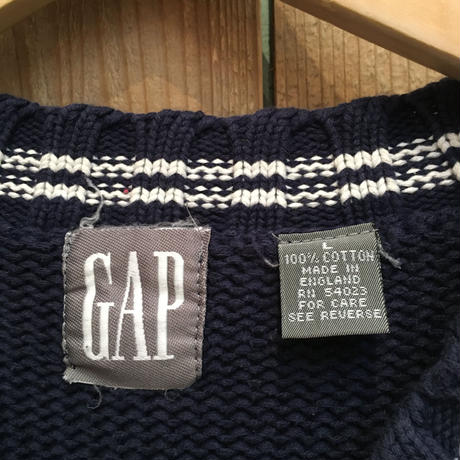 GAP
L
100% COTTON
MADE IN
ENGLAND
RN 54023
FOR CARE
SEE REVERSE